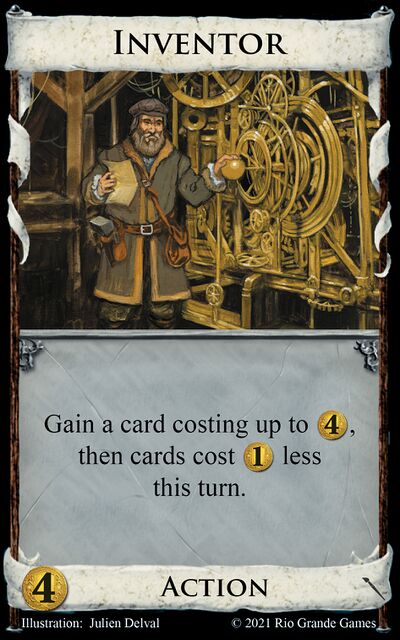 INVENTOR
Gain a card costing up to 4,
then cards cost 1 less
this turn.
4 ACTION
Illustration: Julien Delval © 2021 Rio Grande Games